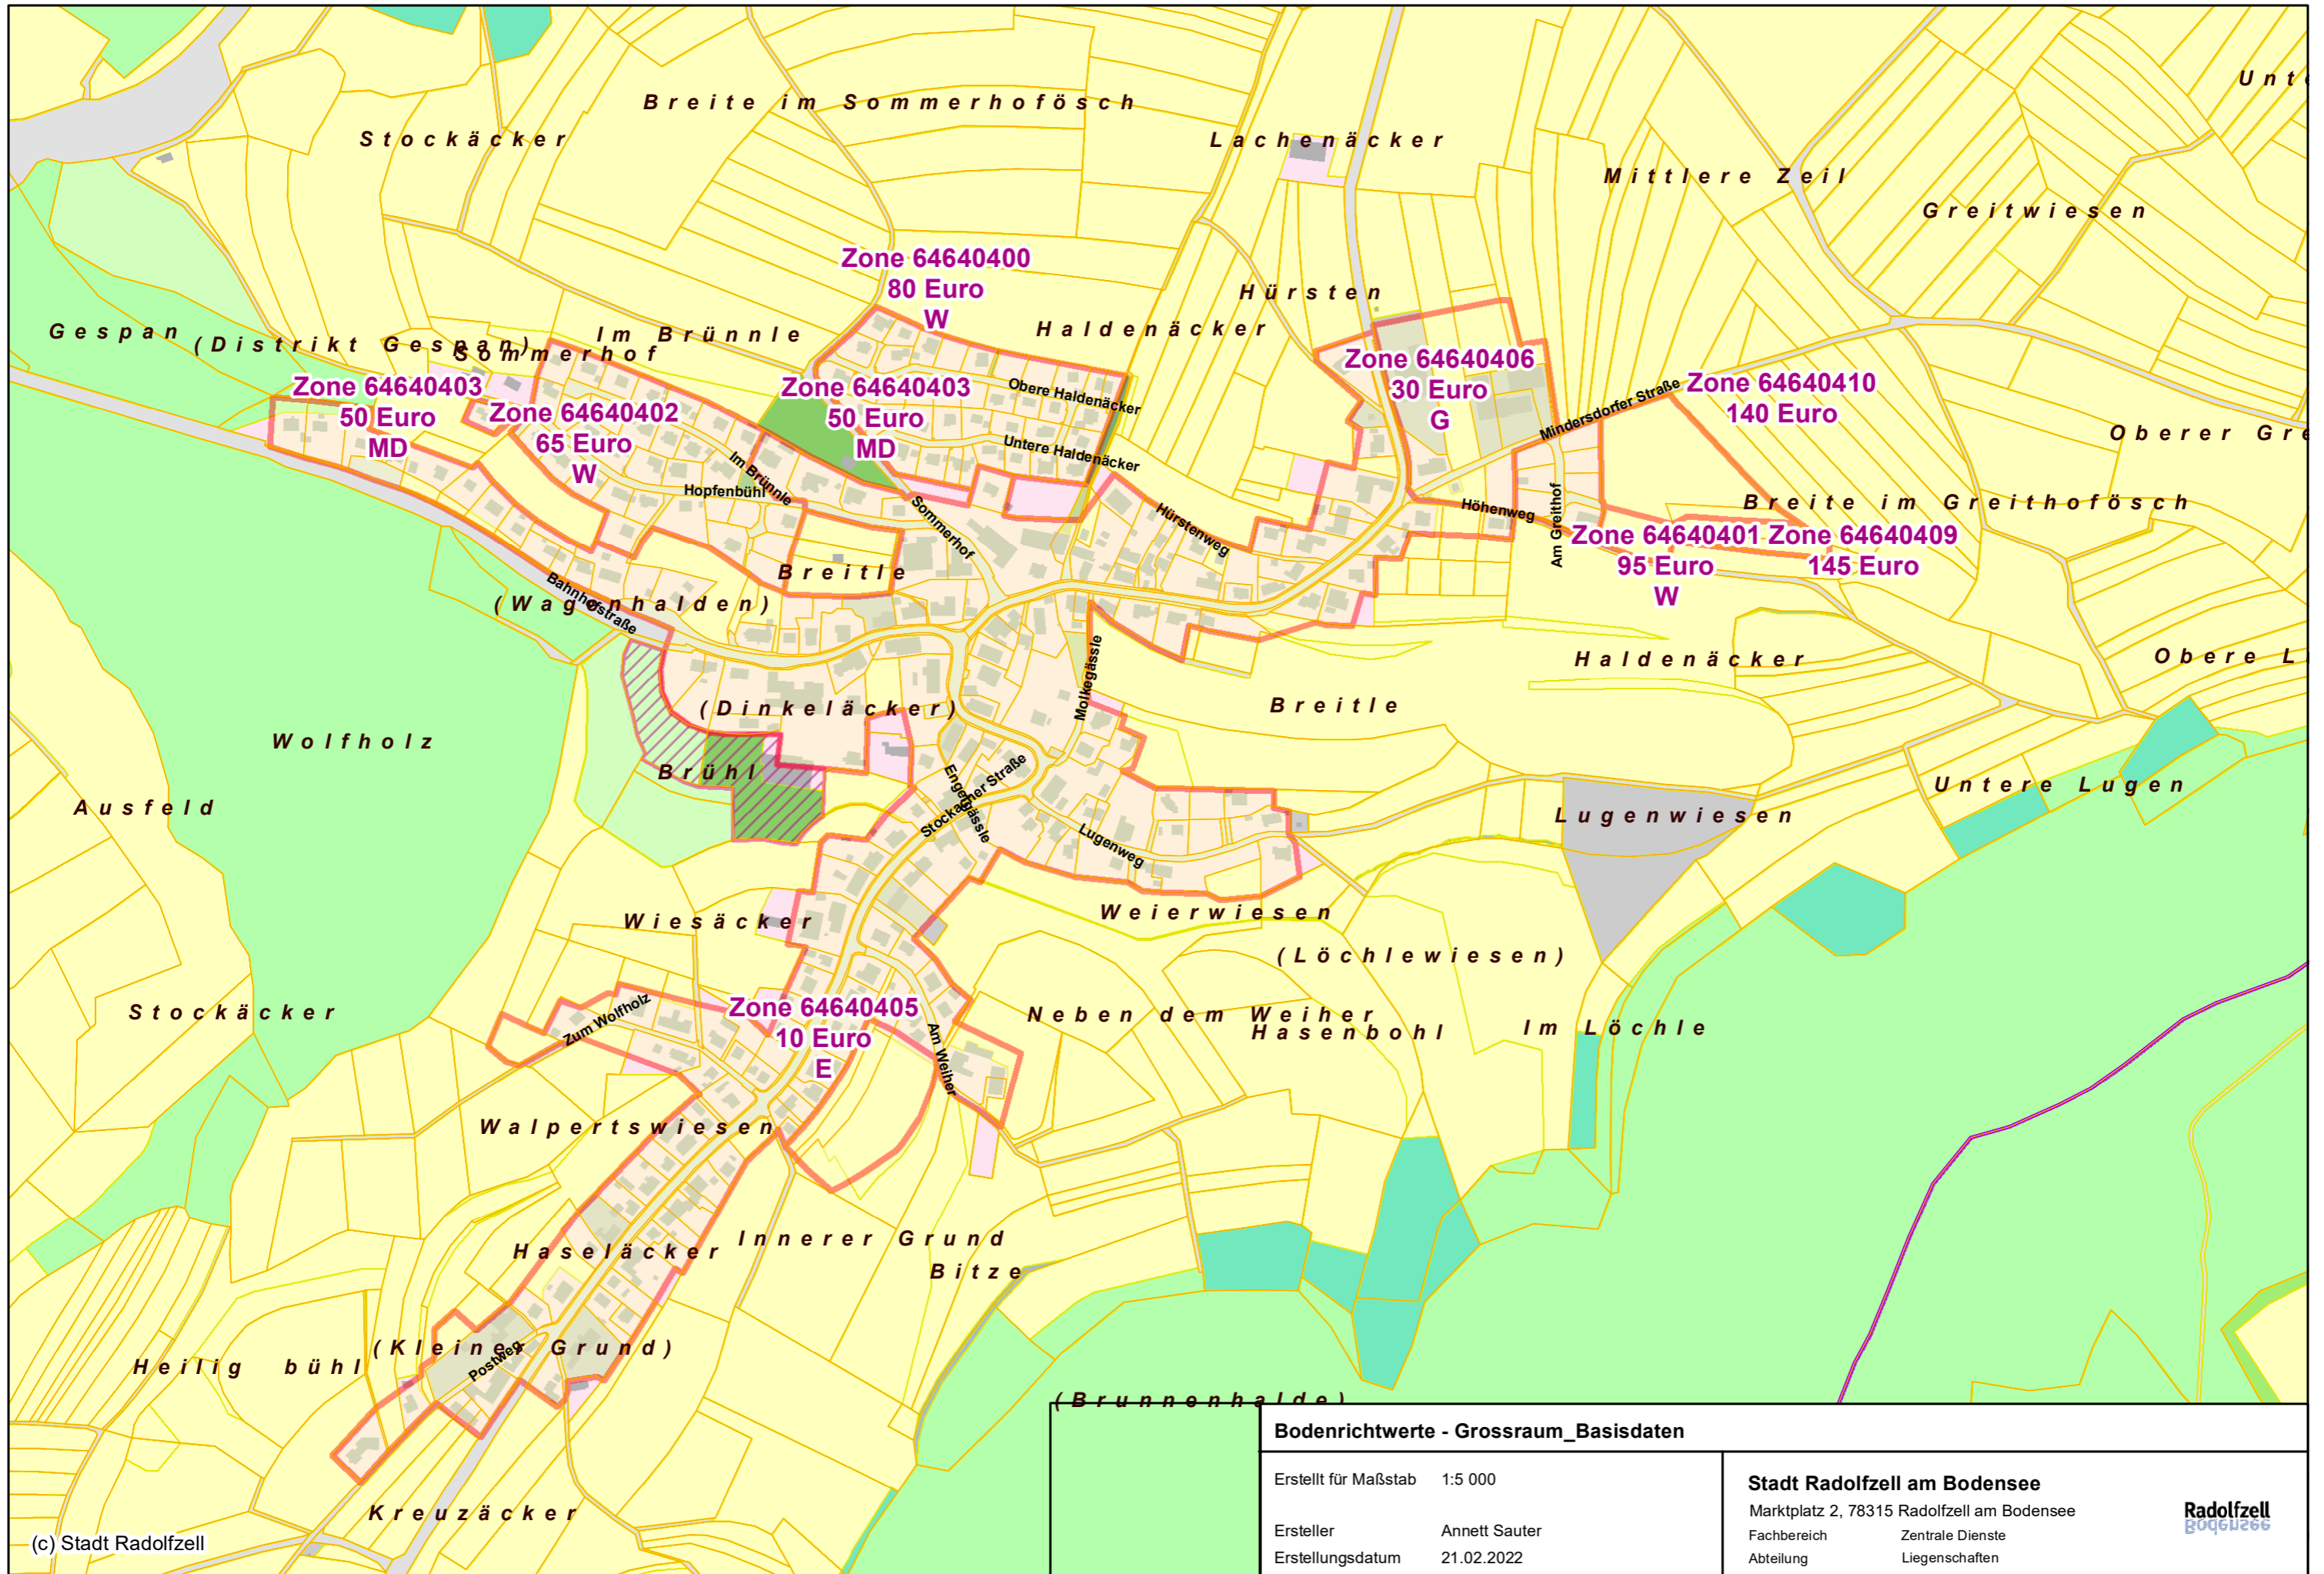 Unt
Breite im Sommerhofösch
Stockäcker
Lachenäcker
Mittlere Zeil
Greitwiesen
Zone 64640400
80 Euro
W
Hürsten
Gespan
(Distrikt Gespan)
Sommerhof
Im Brünnle
Haldenäcker
Zone 64640403
50 Euro
MD
Zone 64640402
65 Euro
W
Zone 64640403
50 Euro
MD
Obere Haldenäcker
Untere Haldenäcker
Zone 64640406
30 Euro
G
Mindersdorfer Straße
Zone 64640410
140 Euro
Oberer Gre
Im Brünnle
Hopfenbühl
Sommerhof
Hürstenweg
Höhenweg
Am Greithof
Breite im Greithofösch
Zone 64640401
95 Euro
W
Zone 64640409
145 Euro
Breitle
(Wagenhalden)
Bahnhofstraße
Molkegässle
Haldenäcker
Obere L
(Dinkeläcker)
Breitle
Wolfholz
Brühl
Engelgässle
Stockacher Straße
Untere Lugen
Ausfeld
Lugenwiesen
Lugenweg
Wiesäcker
Weierwiesen
(Löchlewiesen)
Stockäcker
Zum Wolfholz
Zone 64640405
10 Euro
E
Am Weiher
Neben dem Weiher
Hasenbohl
Im Löchle
Walpertswiesen
Haseläcker
Innerer Grund
Bitze
(Kleiner Grund)
Heilig bühl
Postweg
(Brunnenhalde)
Kreuzäcker
(c) Stadt Radolfzell
Bodenrichtwerte - Grossraum_Basisdaten
Erstellt für Maßstab 1:5 000
Ersteller Annett Sauter
Erstellungsdatum 21.02.2022
Stadt Radolfzell am Bodensee
Marktplatz 2, 78315 Radolfzell am Bodensee
Fachbereich Zentrale Dienste
Abteilung Liegenschaften
Radolfzell
Bodensee